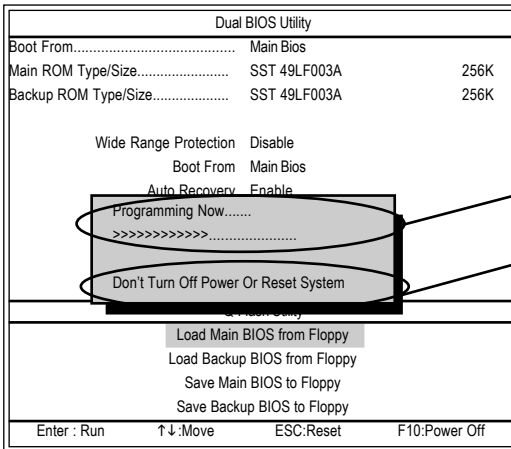 Dual BIOS Utility
Boot From.......................................... Main Bios
Main ROM Type/Size........................ SST 49LF003A 256K
Backup ROM Type/Size.................... SST 49LF003A 256K
Wide Range Protection Disable
Boot From Main Bios
Auto Recovery Enable
Programming Now.......
>>>>>>>>>>>>.......................
Don't Turn Off Power Or Reset System
Flash Utility
Load Main BIOS from Floppy
Load Backup BIOS from Floppy
Save Main BIOS to Floppy
Save Backup BIOS to Floppy
Enter : Run ↑↓:Move ESC:Reset F10:Power Off